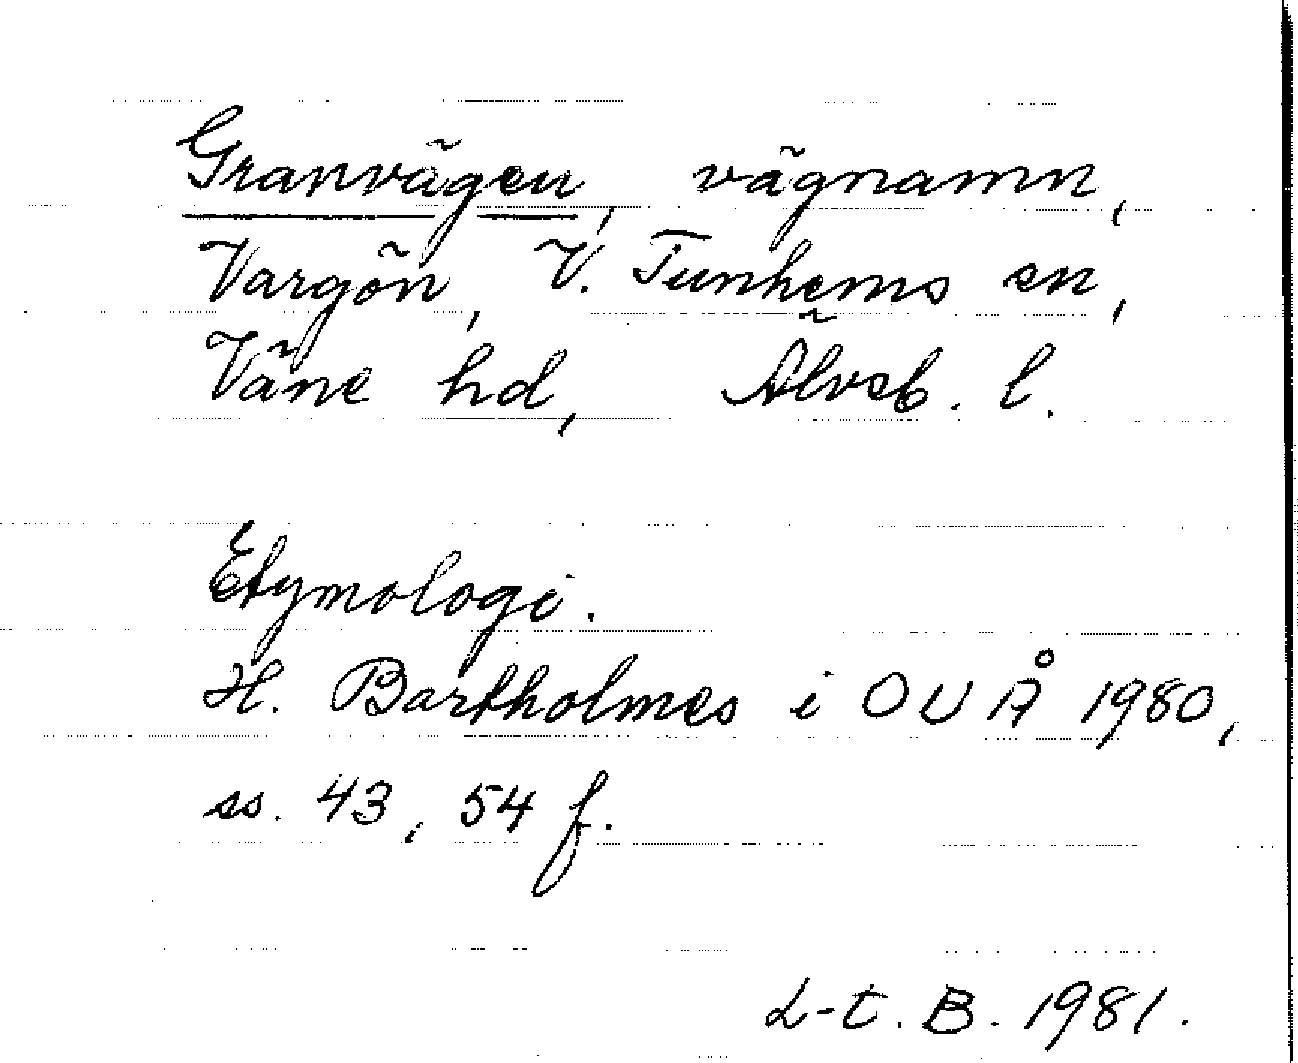 Granvägen, vägnamn,
Vargön, V. Tunhems sn,
Väne hd, Älvsb. l.
Etymologi.
H. Bartholmes i OUÅ 1980,
ss. 43, 54 f.
L-t. B. 1981.